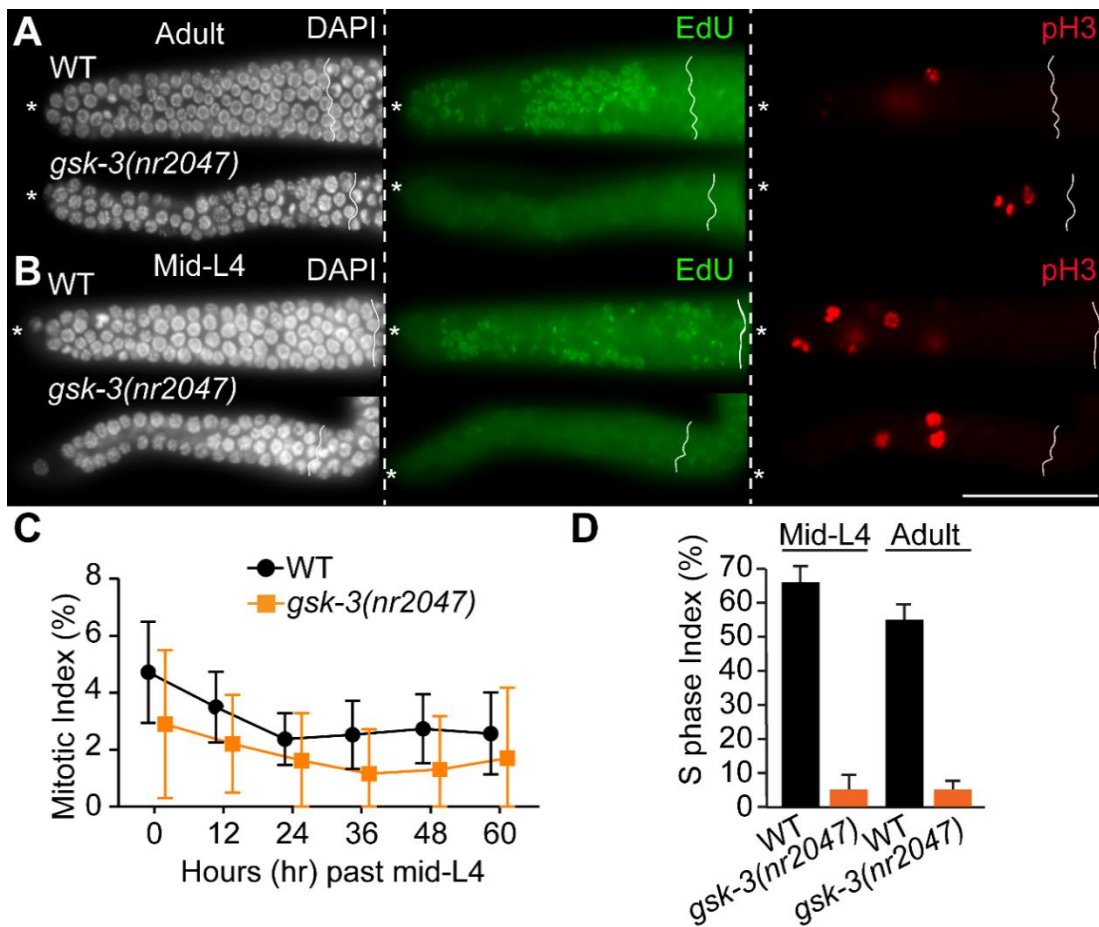 A Adult DAPI EdU pH3
WT
* * *
gsk-3(nr2047)
* * *
B Mid-L4 DAPI EdU pH3
WT
* * *
gsk-3(nr2047)
* *
C
WT
gsk-3(nr2047)
Mitotic Index (%)
8
6
4
2
0
0 12 24 36 48 60
Hours (hr) past mid-L4
D
Mid-L4 Adult
S phase Index (%)
70
60
50
40
30
20
10
0
WT
gsk-3(nr2047)
WT
gsk-3(nr2047)